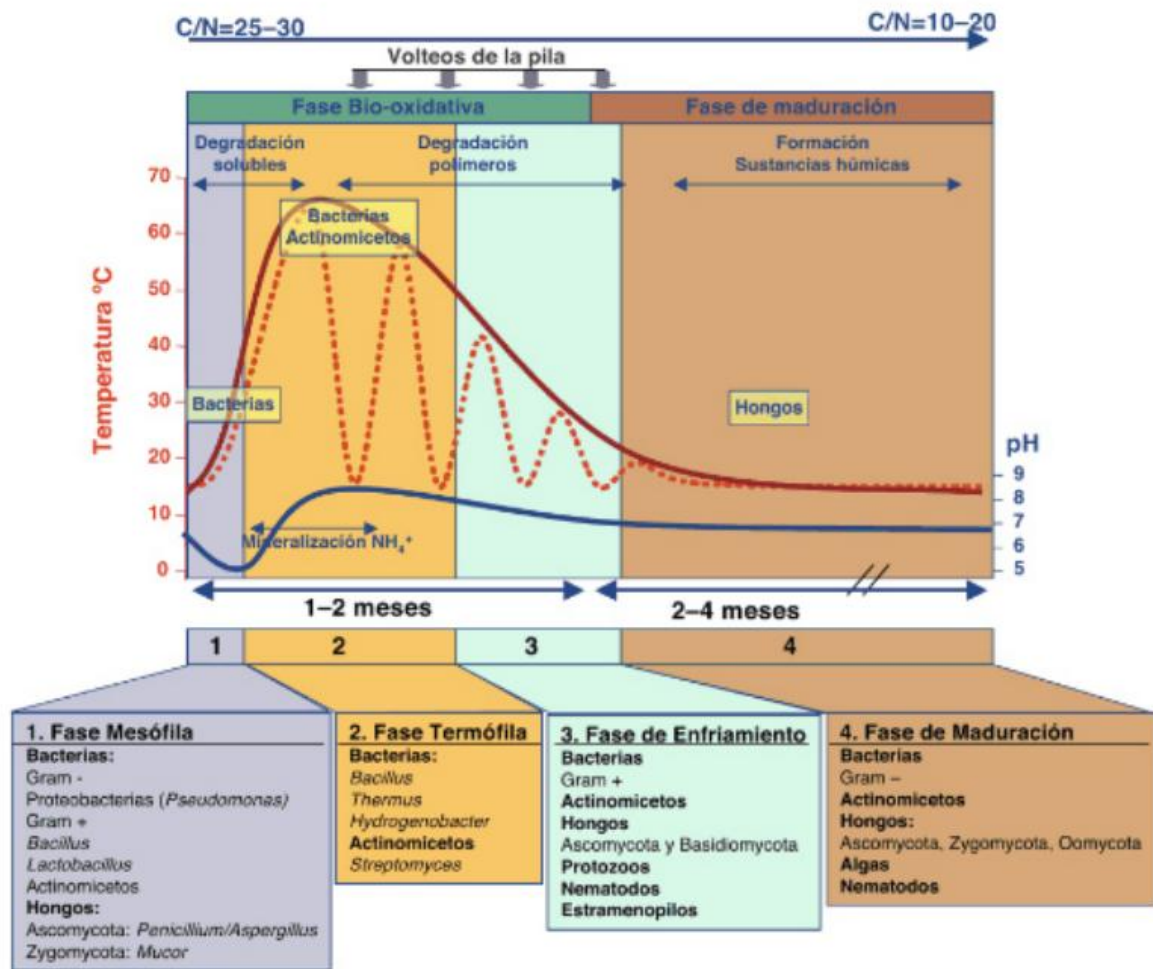 C/N=25–30
C/N=10–20
Volteos de la pila
Fase Bio-oxidativa
Fase de maduración
Degradación
solubles
Degradación
polímeros
Formación
Sustancias húmicas
Temperatura ºC
70
60
50
40
30
20
10
0
Bacterias
Actinomicetos
Bacterias
Hongos
pH
9
8
7
6
5
Mineralización NH₄⁺
1–2 meses
2–4 meses
1
2
3
4
1. Fase Mesófila
Bacterias:
Gram -
Proteobacterias (Pseudomonas)
Gram +
Bacillus
Lactobacillus
Actinomicetos
Hongos:
Ascomycota: Penicillium/Aspergillus
Zygomycota: Mucor
2. Fase Termófila
Bacterias:
Bacillus
Thermus
Hydrogenobacter
Actinomicetos
Streptomyces
3. Fase de Enfriamiento
Bacterias
Gram +
Actinomicetos
Hongos
Ascomycota y Basidiomycota
Protozoos
Nematodos
Estramenopilos
4. Fase de Maduración
Bacterias
Gram –
Actinomicetos
Hongos:
Ascomycota, Zygomycota, Oomycota
Algas
Nematodos